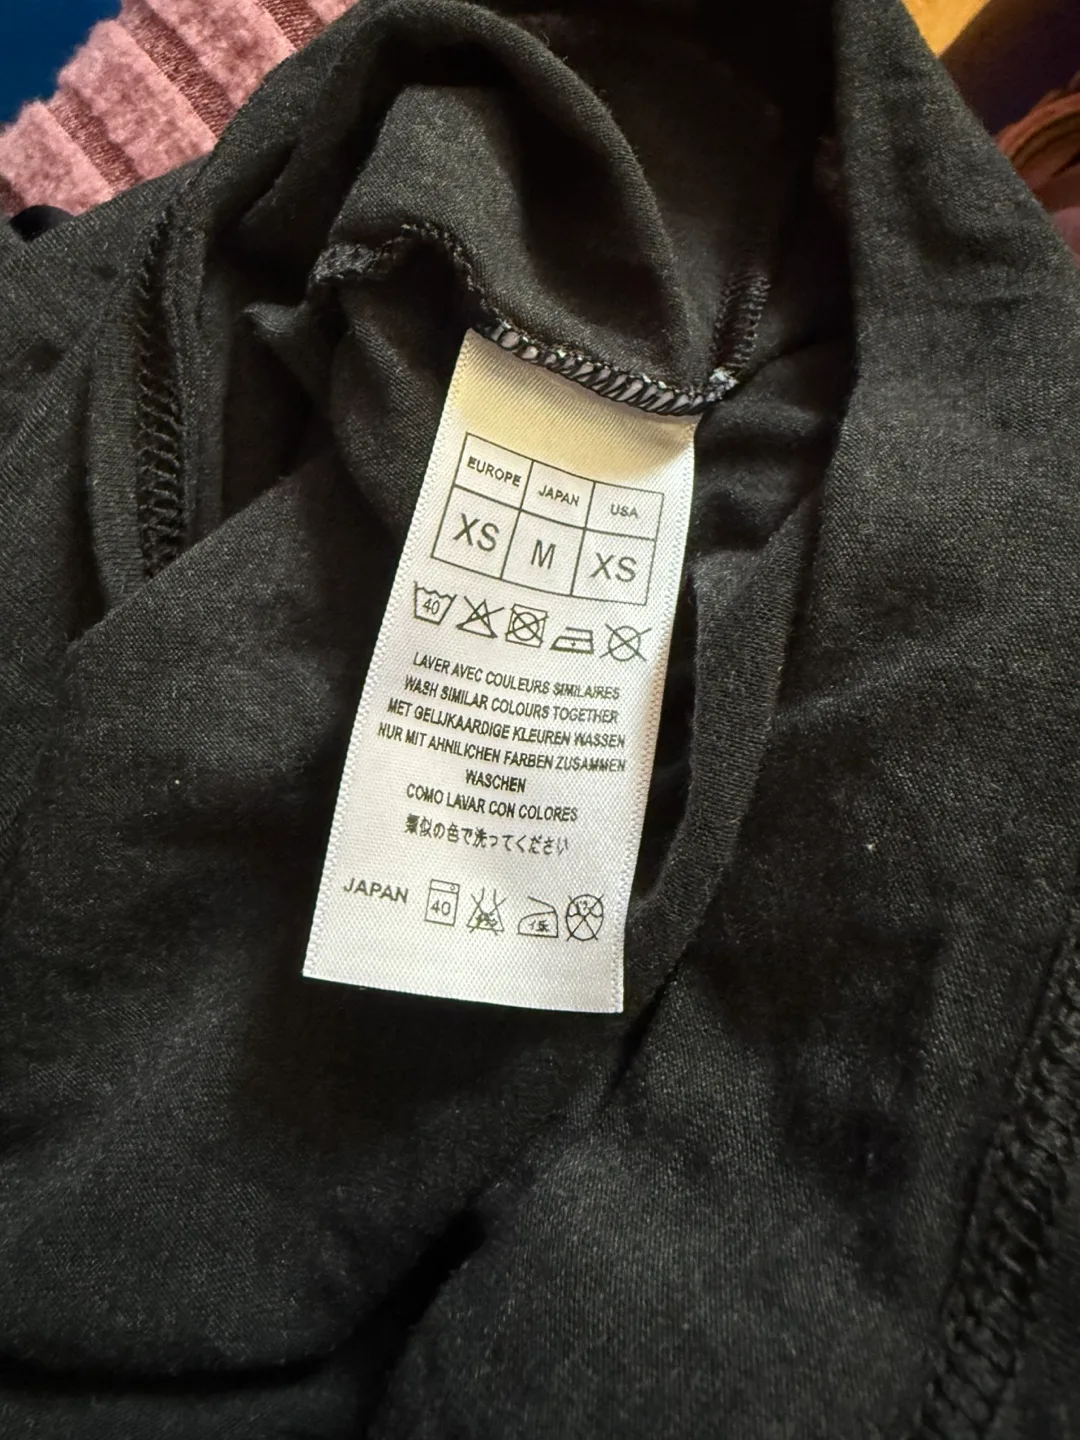 EUROPE JAPAN USA
XS M XS
40
LAVER AVEC COULEURS SIMILAIRES
WASH SIMILAR COLOURS TOGETHER
MET GELIJKAARDIGE KLEUREN WASSEN
NUR MIT AHNILICHEN FARBEN ZUSAMMEN
WASCHEN
COMO LAVAR CON COLORES
類似の色で洗ってください
JAPAN 40